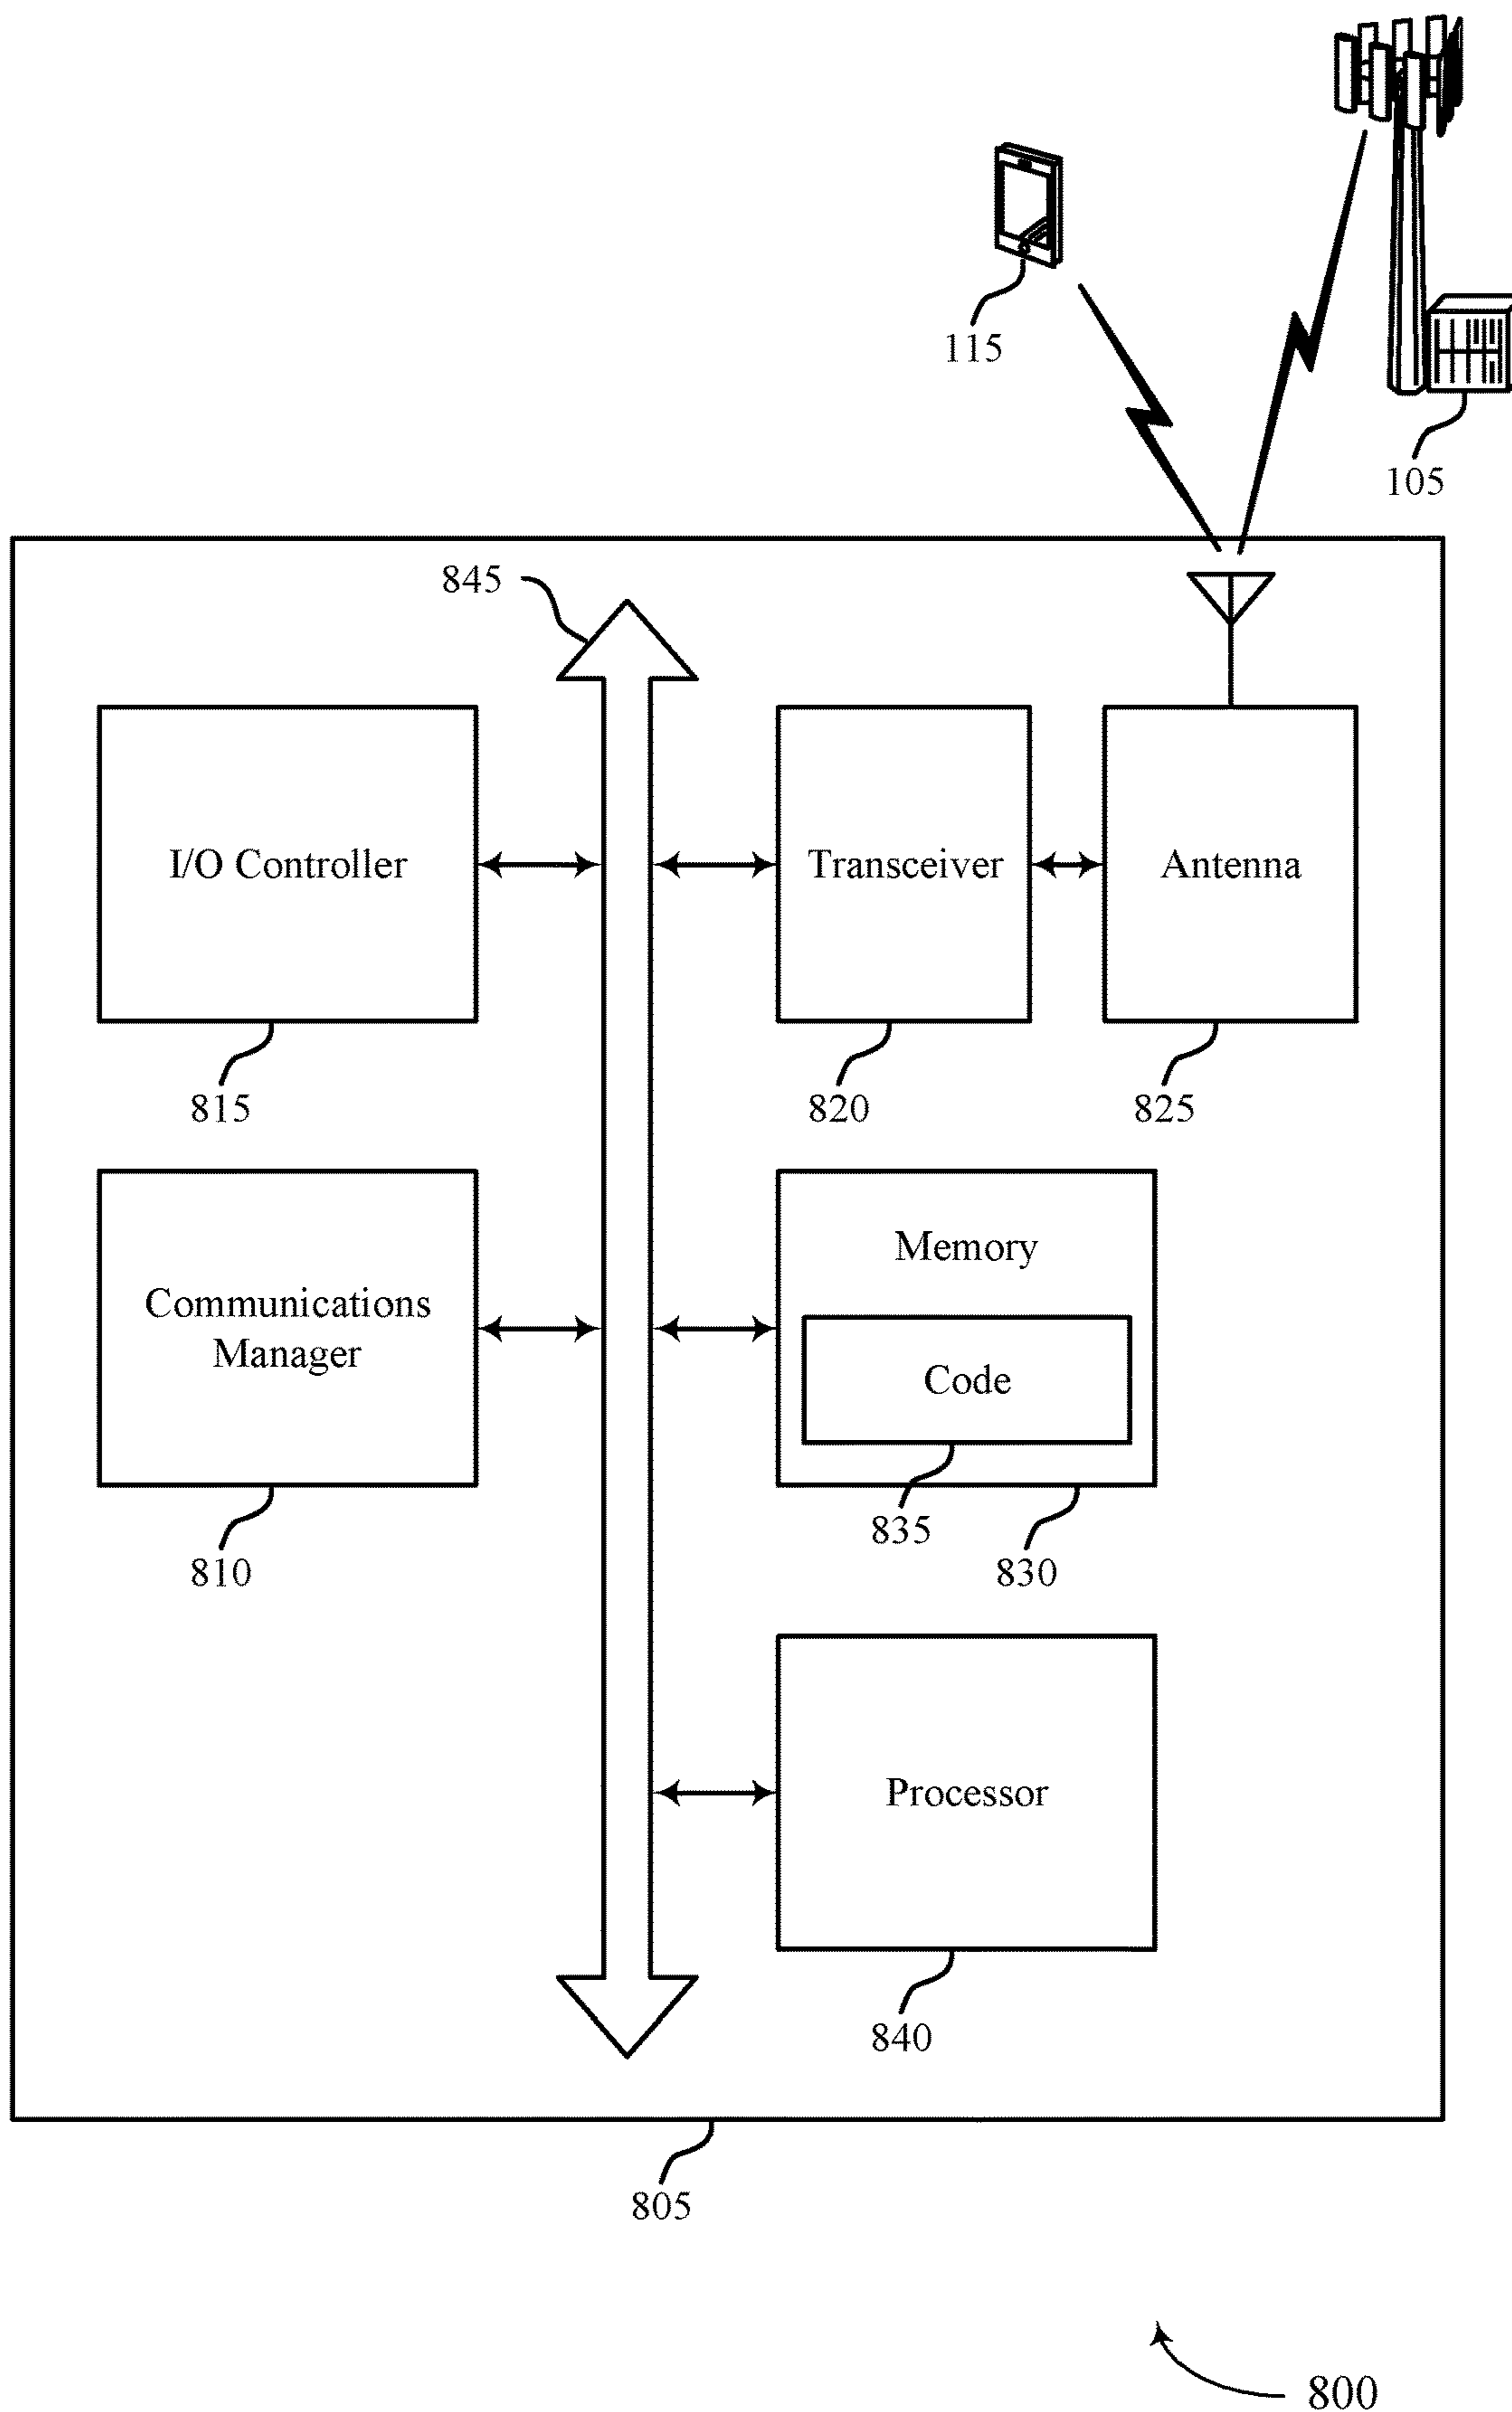 115
105
845
I/O Controller
Transceiver
Antenna
815
820
825
Communications
Manager
Memory
Code
835
810
830
Processor
840
805
800